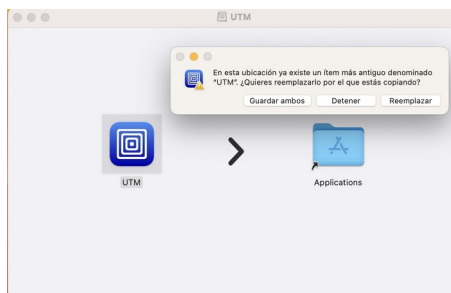 UTM
En esta ubicación ya existe un ítem más antiguo denominado
"UTM". ¿Quieres reemplazarlo por el que estás copiando?
Guardar ambos
Detener
Reemplazar
UTM
Applications